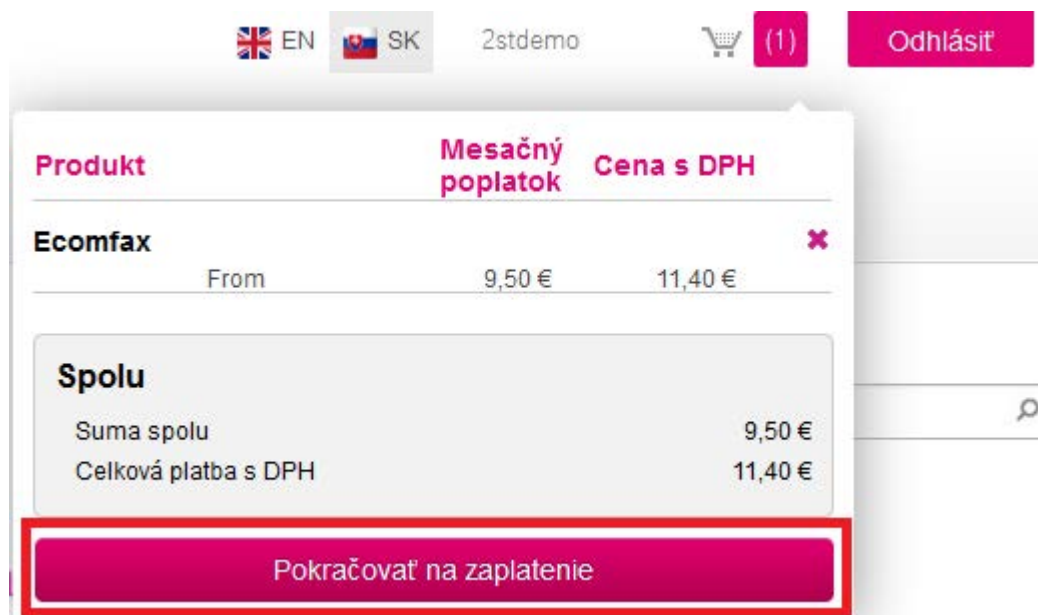 EN SK 2stdemo (1) Odhlásiť
Produkt Mesačný poplatok Cena s DPH
Ecomfax
From 9,50 € 11,40 €
Spolu
Suma spolu 9,50 €
Celková platba s DPH 11,40 €
Pokračovať na zaplatenie